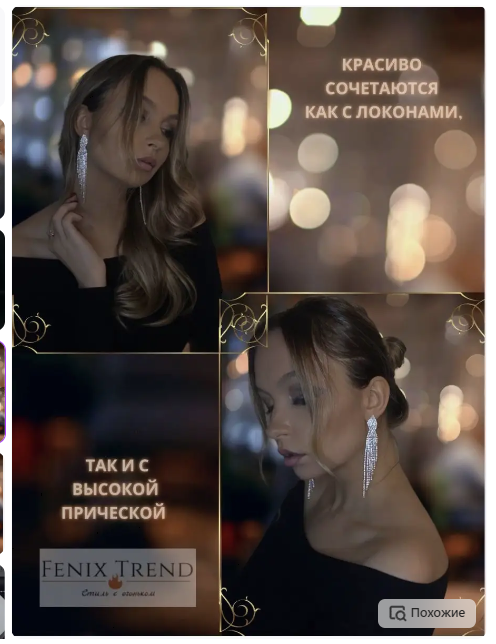 КРАСИВО
СОЧЕТАЮТСЯ
КАК С ЛОКОНАМИ,
ТАК И С
ВЫСОКОЙ
ПРИЧЕСКОЙ
FENIX TREND
Стиль с огоньком
Похожие